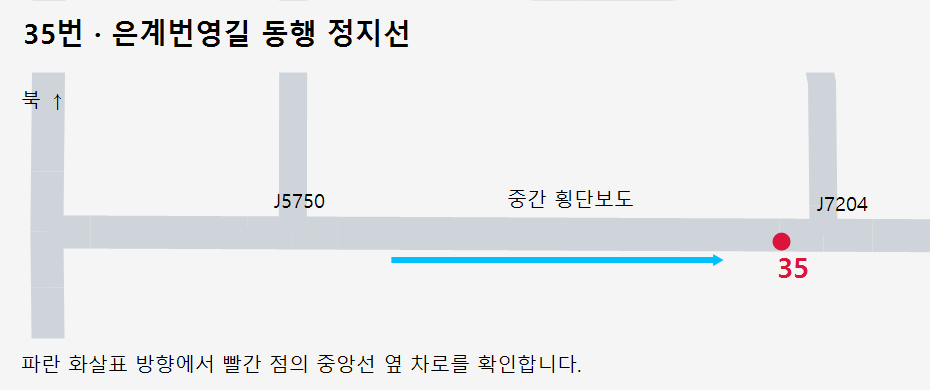 35번 · 은계번영길 동행 정지선
북 ↑
J5750
중간 횡단보도
J7204
35
파란 화살표 방향에서 빨간 점의 중앙선 옆 차로를 확인합니다.